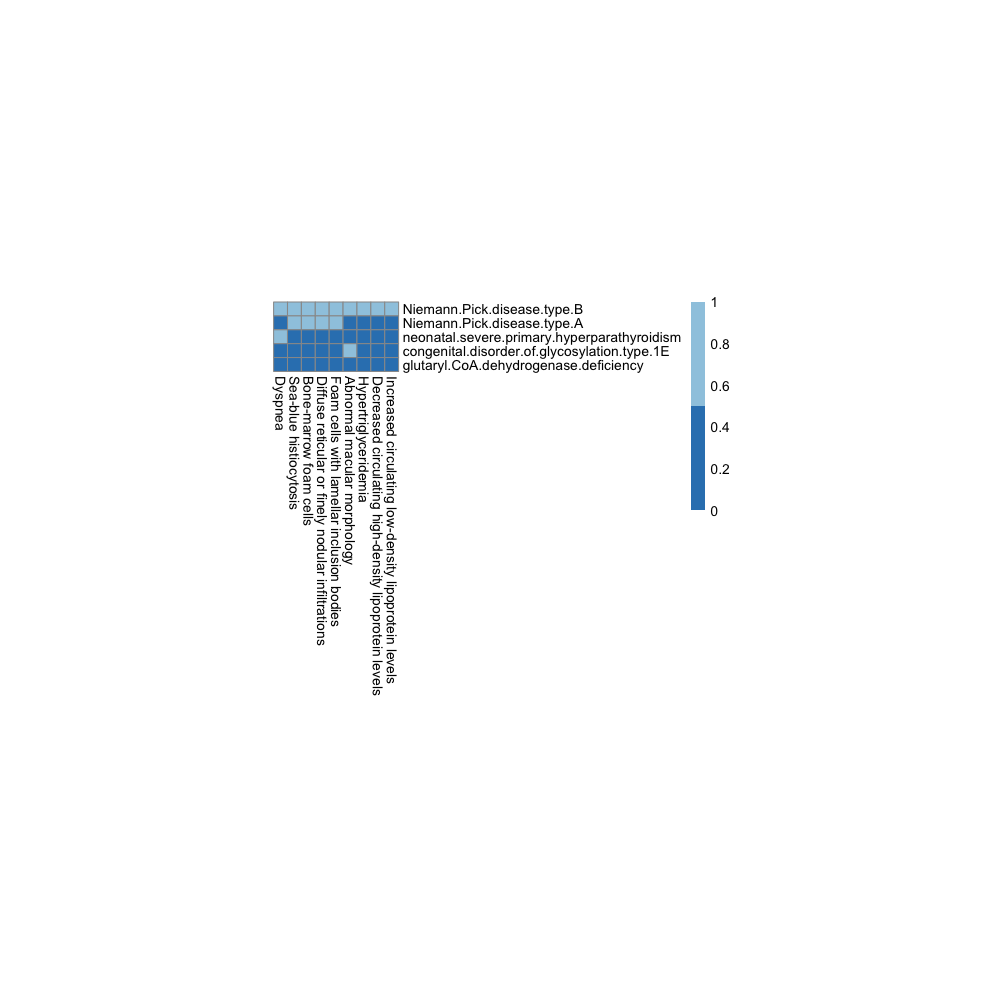 Niemann.Pick.disease.type.B
Niemann.Pick.disease.type.A
neonatal.severe.primary.hyperparathyroidism
congenital.disorder.of.glycosylation.type.1E
glutaryl.CoA.dehydrogenase.deficiency
1
0.8
0.6
0.4
0.2
0
Dyspnea
Sea-blue histiocytosis
Bone-marrow foam cells
Diffuse reticular or finely nodular infiltrations
Foam cells with lamellar inclusion bodies
Abnormal macular morphology
Hypertriglyceridemia
Decreased circulating high-density lipoprotein levels
Increased circulating low-density lipoprotein levels